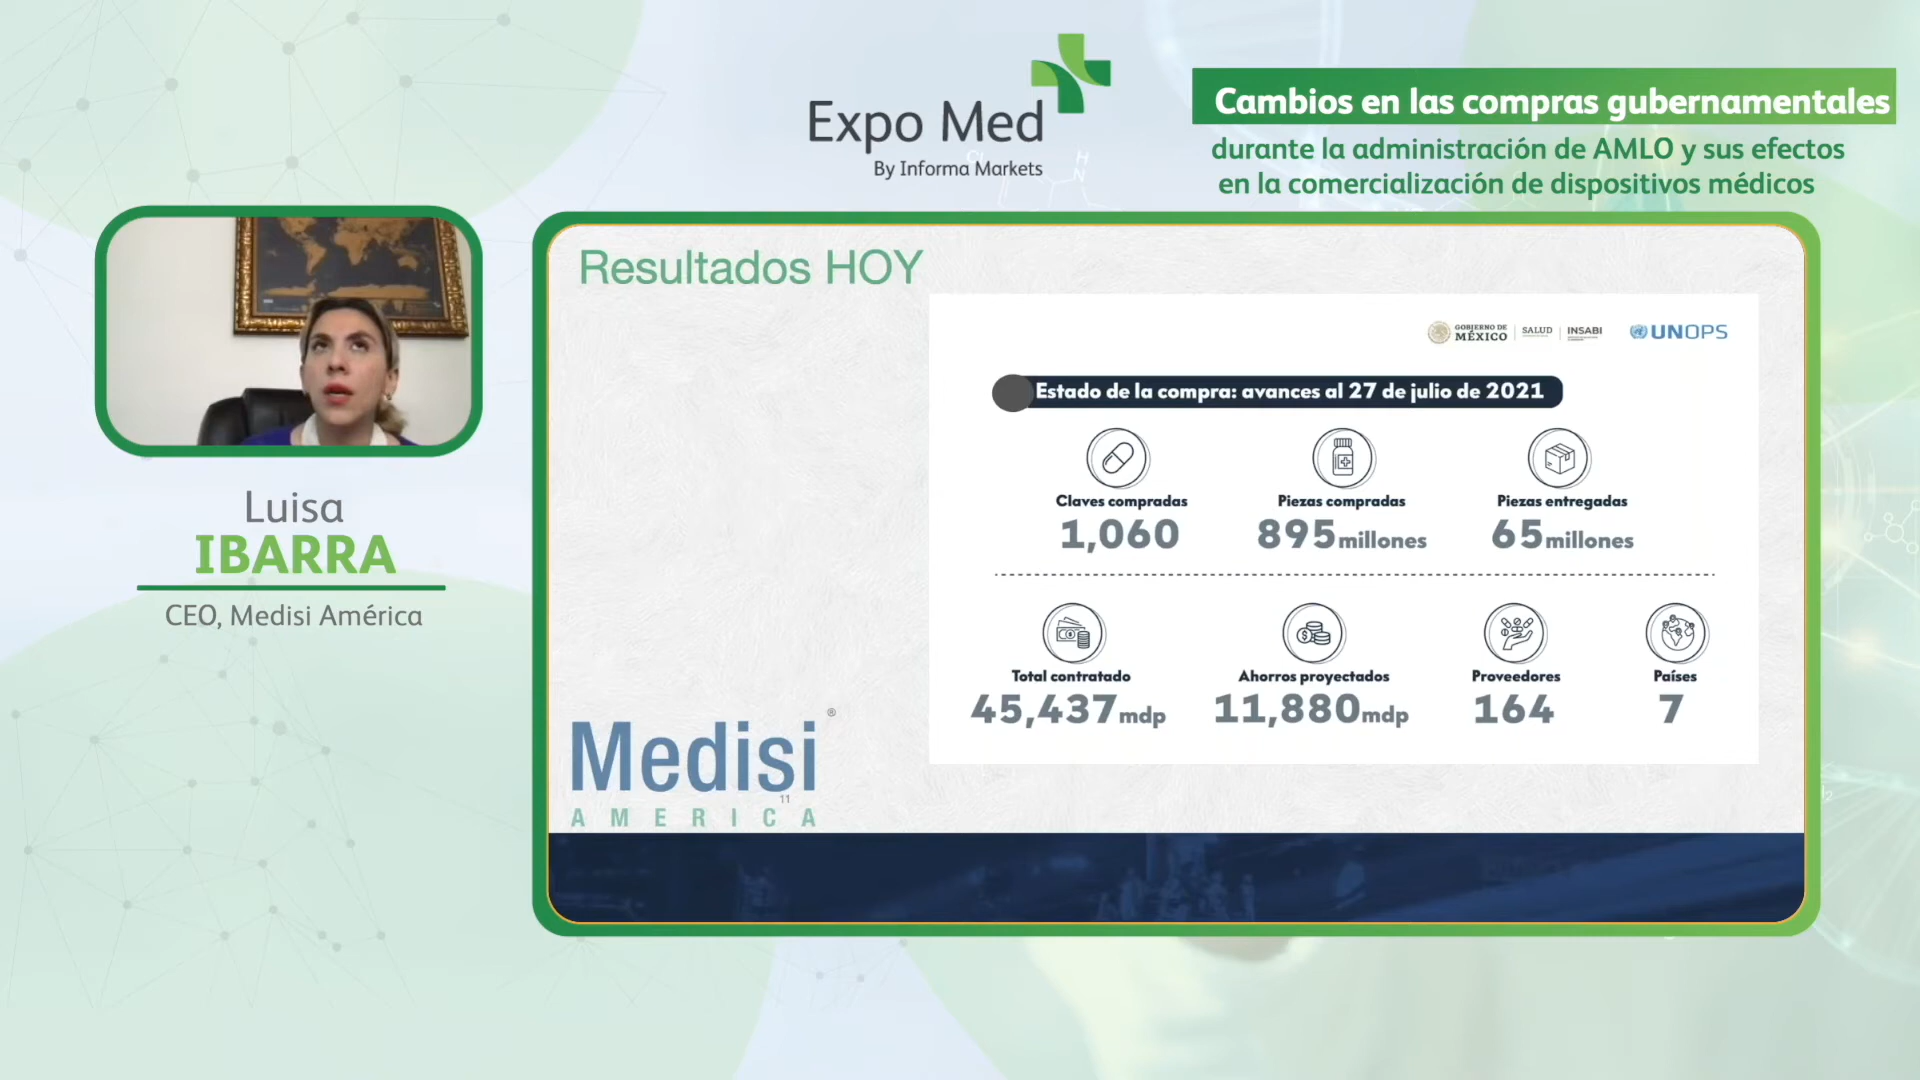 Expo Med
By Informa Markets
Cambios en las compras gubernamentales
durante la administración de AMLO y sus efectos
en la comercialización de dispositivos médicos
Luisa
IBARRA
CEO, Medisi América
Resultados HOY
GOBIERNO DE
MÉXICO
SALUD
INSABI
UNOPS
Estado de la compra: avances al 27 de julio de 2021
Claves compradas
1,060
Piezas compradas
895 millones
Piezas entregadas
65 millones
Total contratado
45,437 mdp
Ahorros proyectados
11,880 mdp
Proveedores
164
Países
7
Medisi ®
11
AMERICA